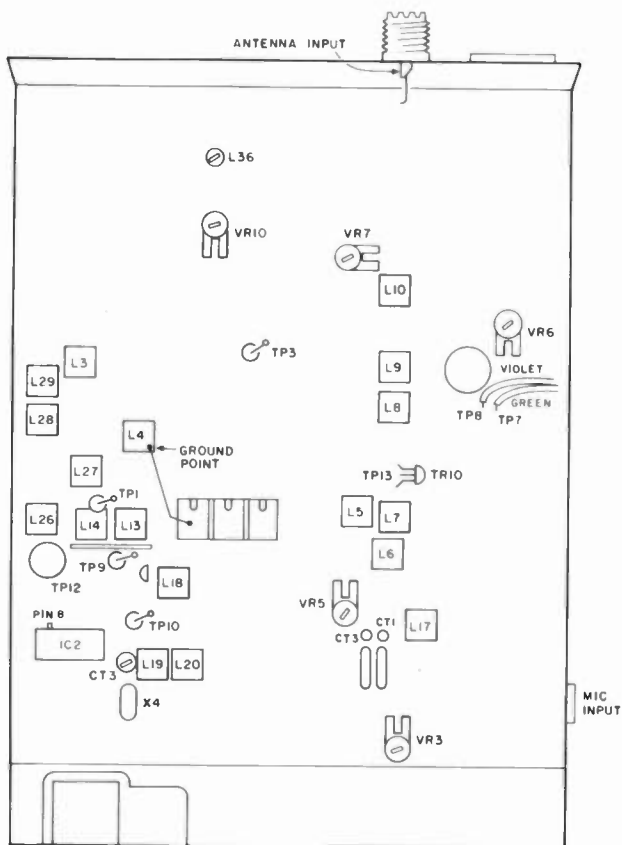 ANTENNA INPUT
L36
VR10
VR7
L10
VR6
TP3
L3
L29
L9
VIOLET
L28
L8
GREEN
TP8
TP7
L4
GROUND
POINT
L27
TP13
TR10
TP1
L26
L14
L13
L5
L7
L6
TP9
TP12
L18
VR5
PIN 8
TP10
CT3
CT1
L17
IC2
CT3
L19
L20
X4
MIC
INPUT
VR3